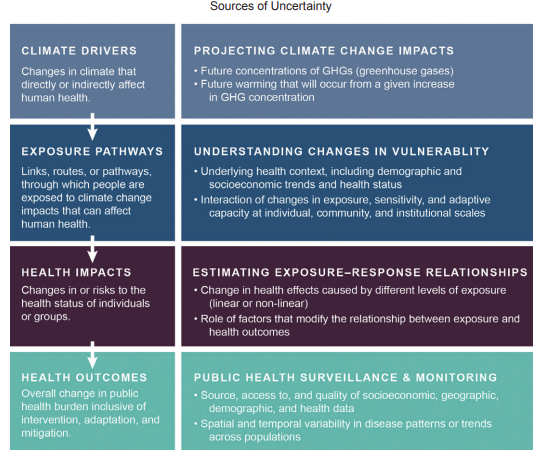 Sources of Uncertainty
CLIMATE DRIVERS
Changes in climate that
directly or indirectly affect
human health.
PROJECTING CLIMATE CHANGE IMPACTS
• Future concentrations of GHGs (greenhouse gases)
• Future warming that will occur from a given increase
in GHG concentration
EXPOSURE PATHWAYS
Links, routes, or pathways,
through which people are
exposed to climate change
impacts that can affect
human health.
UNDERSTANDING CHANGES IN VULNERABLITY
• Underlying health context, including demographic and
socioeconomic trends and health status
• Interaction of changes in exposure, sensitivity, and adaptive
capacity at individual, community, and institutional scales
HEALTH IMPACTS
Changes in or risks to the
health status of individuals
or groups.
ESTIMATING EXPOSURE–RESPONSE RELATIONSHIPS
• Change in health effects caused by different levels of exposure
(linear or non-linear)
• Role of factors that modify the relationship between exposure and
health outcomes
HEALTH OUTCOMES
Overall change in public
health burden inclusive of
intervention, adaptation, and
mitigation.
PUBLIC HEALTH SURVEILLANCE & MONITORING
• Source, access to, and quality of socioeconomic, geographic,
demographic, and health data
• Spatial and temporal variability in disease patterns or trends
across populations